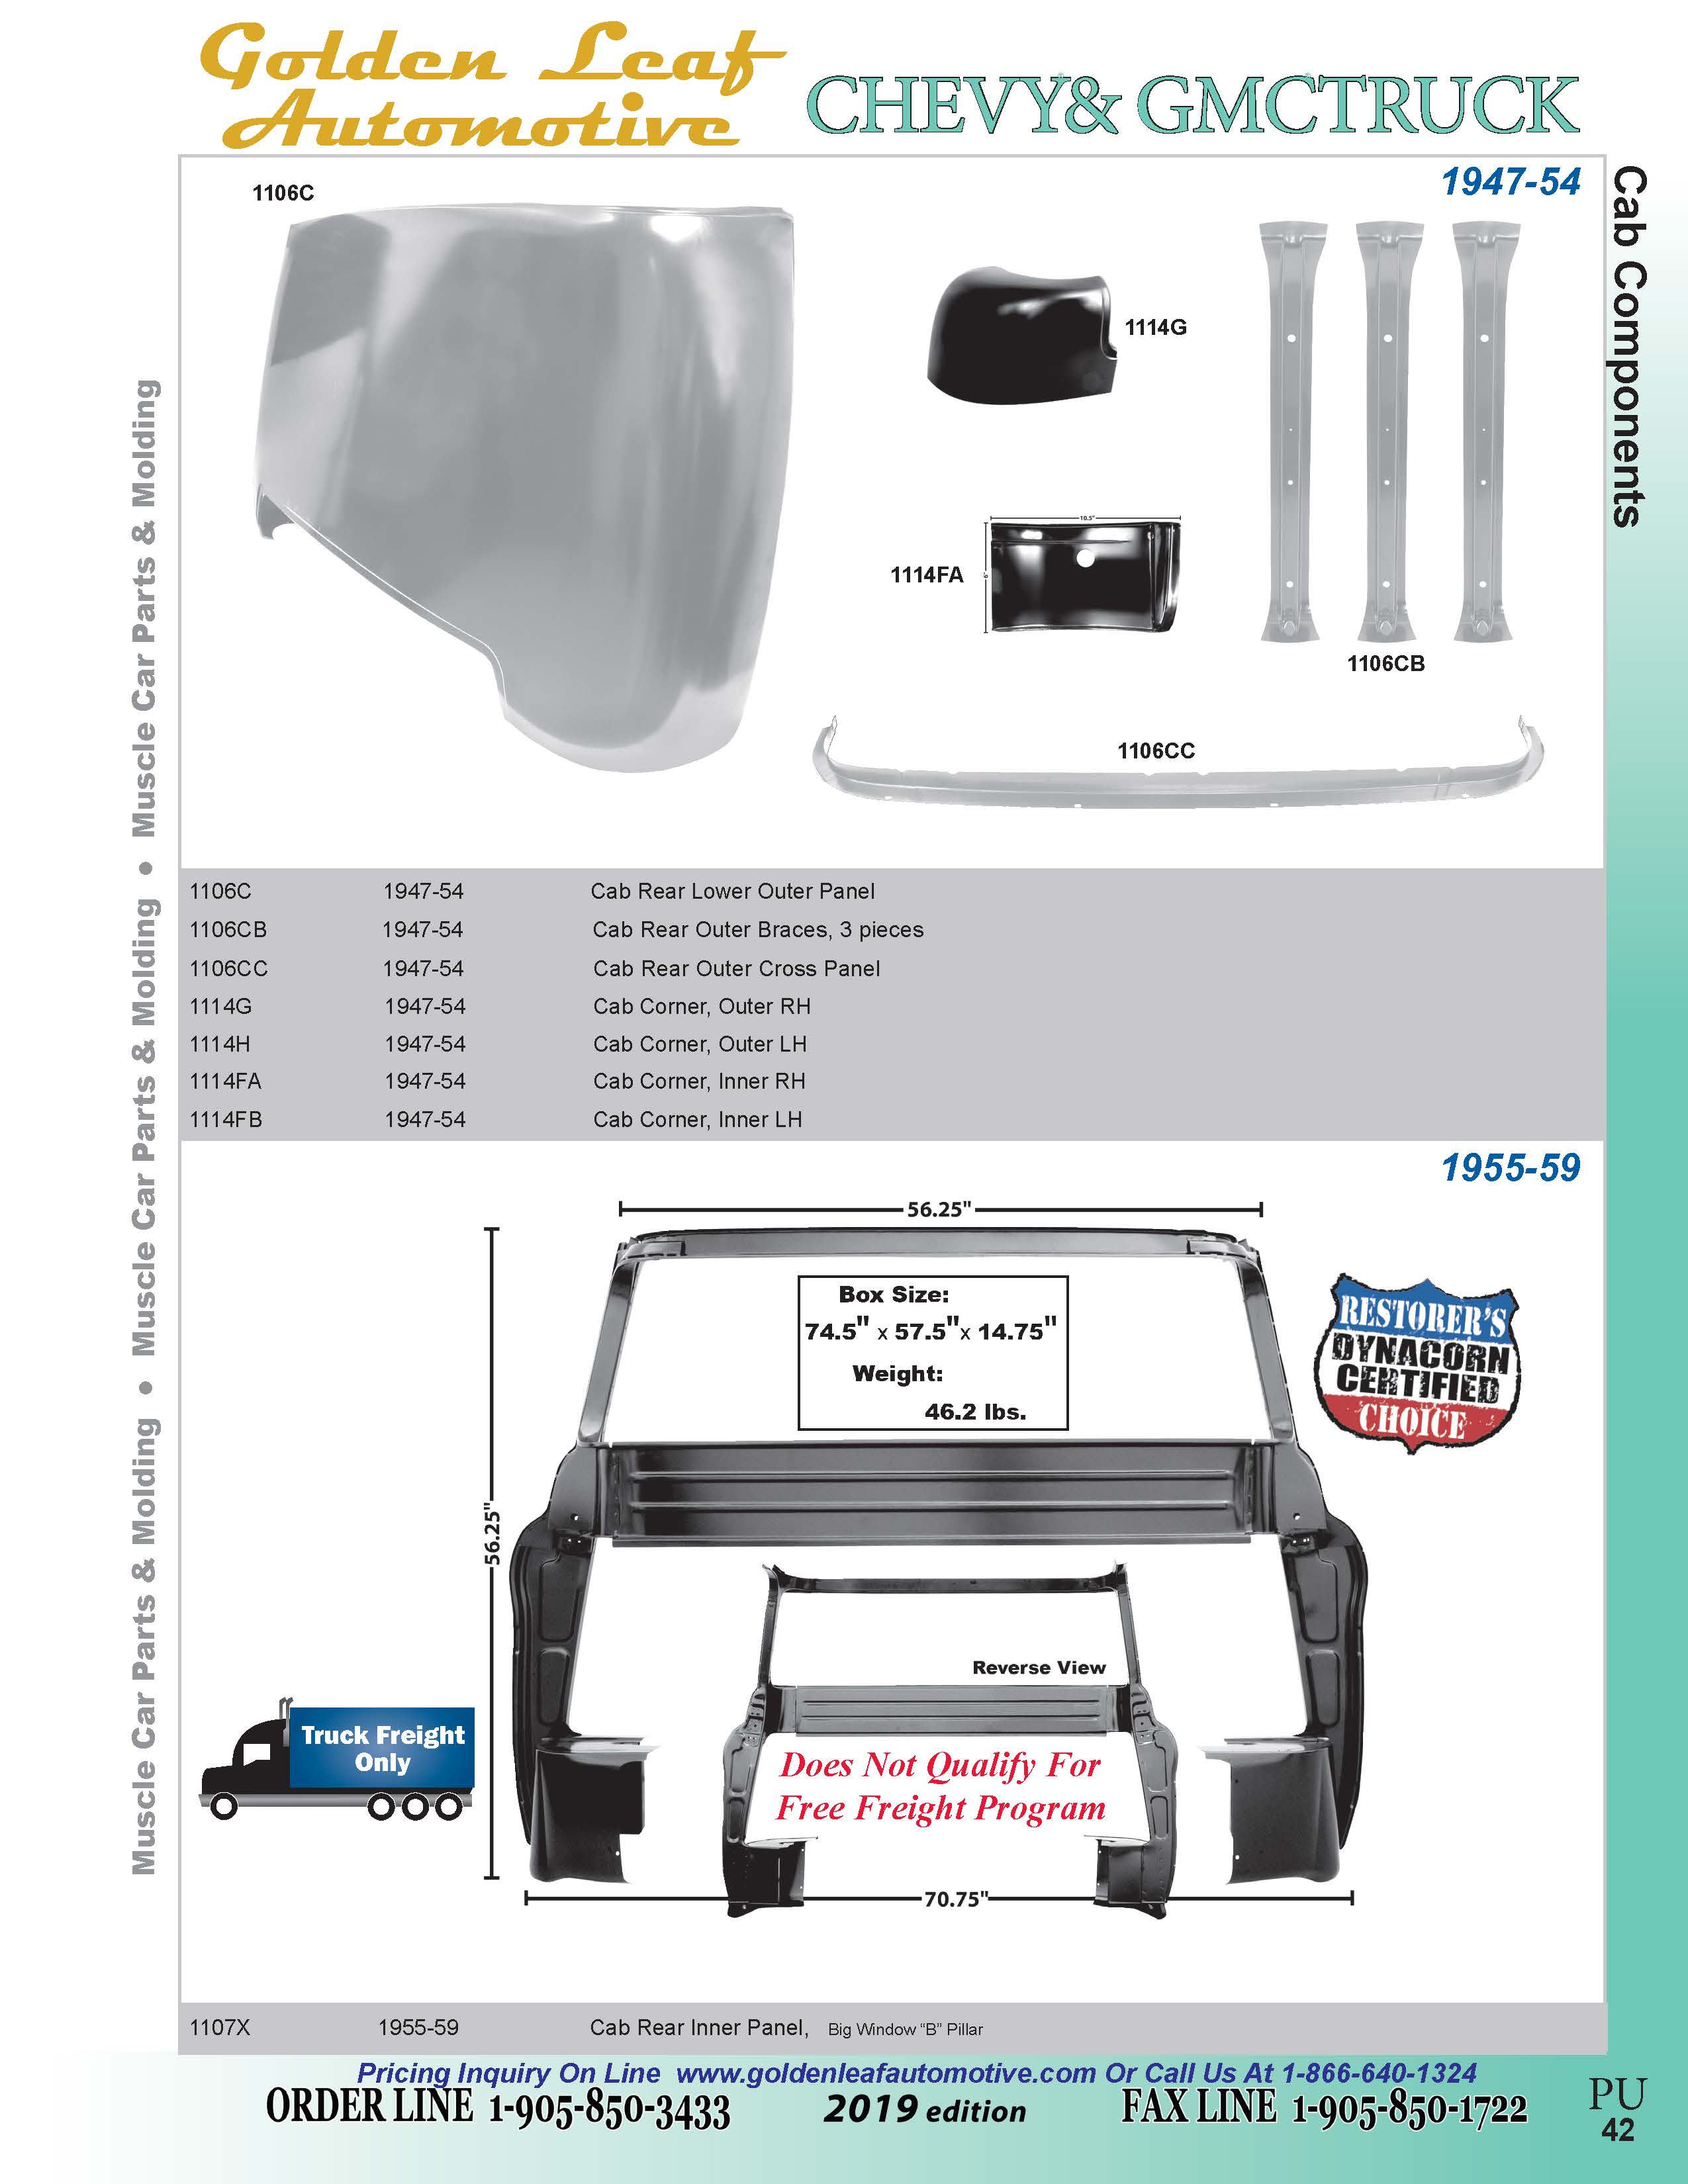 Golden Leaf
Automotive
CHEVY& GMCTRUCK
1947-54
Cab Components
Muscle Car Parts & Molding • Muscle Car Parts & Molding • Muscle Car Parts & Molding
1106C
1114G
10.5"
6"
1114FA
1106CB
1106CC
1106C 1947-54 Cab Rear Lower Outer Panel
1106CB 1947-54 Cab Rear Outer Braces, 3 pieces
1106CC 1947-54 Cab Rear Outer Cross Panel
1114G 1947-54 Cab Corner, Outer RH
1114H 1947-54 Cab Corner, Outer LH
1114FA 1947-54 Cab Corner, Inner RH
1114FB 1947-54 Cab Corner, Inner LH
1955-59
56.25"
Box Size:
74.5" x 57.5"x 14.75"
Weight:
46.2 lbs.
RESTORER'S
DYNACORN
CERTIFIED
CHOICE
56.25"
Reverse View
Truck Freight
Only
Does Not Qualify For
Free Freight Program
70.75"
1107X 1955-59 Cab Rear Inner Panel, Big Window “B” Pillar
Pricing Inquiry On Line www.goldenleafautomotive.com Or Call Us At 1-866-640-1324
ORDER LINE 1-905-850-3433 2019 edition FAX LINE 1-905-850-1722
PU
42